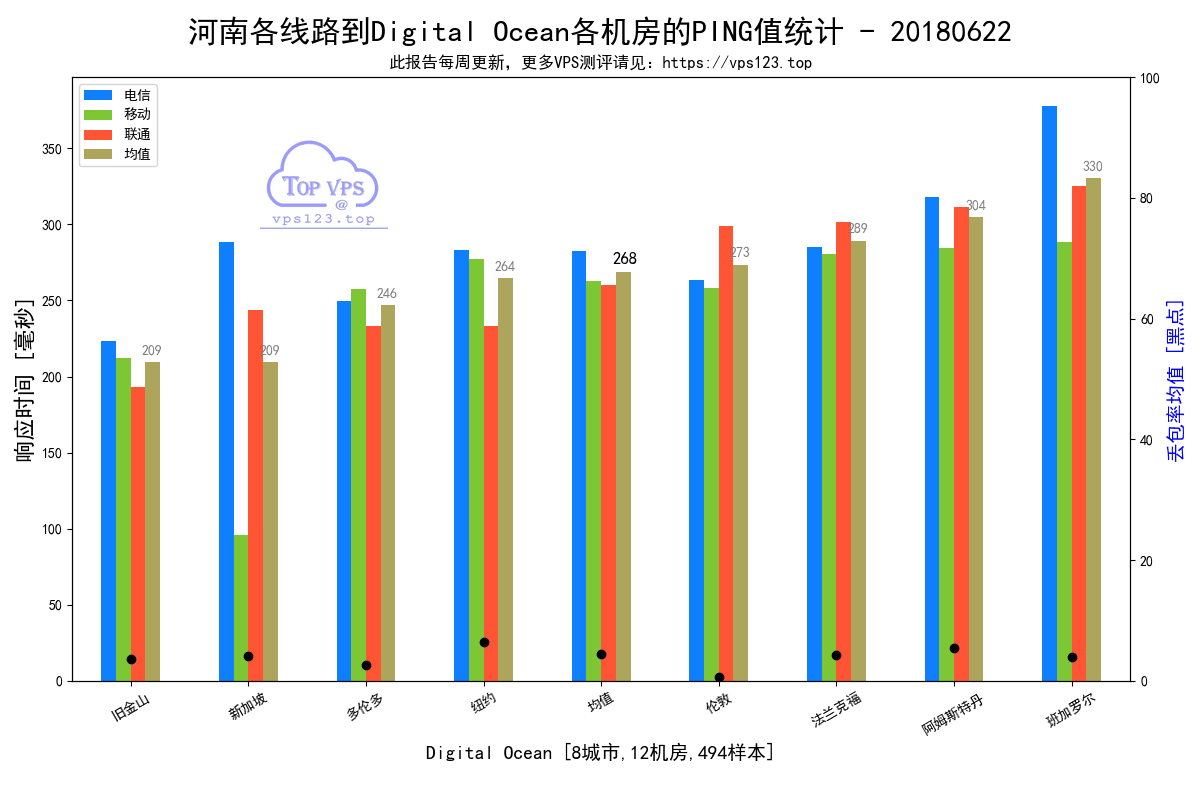 河南各线路到Digital Ocean各机房的PING值统计 - 20180622
此报告每周更新，更多VPS测评请见：https://vps123.top
电信
移动
联通
均值
TOP VPS
@
vps123.top
响应时间 [毫秒]
350
300
250
200
150
100
50
0
209
209
246
264
268
273
289
304
330
100
80
60
40
20
0
丢包率均值 [黑点]
旧金山
新加坡
多伦多
纽约
均值
伦敦
法兰克福
阿姆斯特丹
班加罗尔
Digital Ocean [8城市,12机房,494样本]